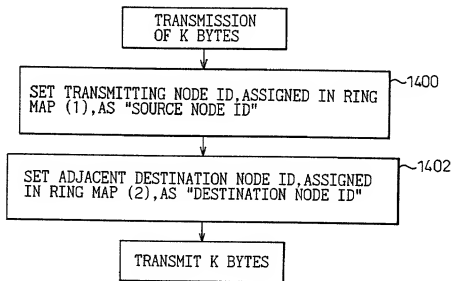 TRANSMISSION
OF K BYTES
1400
SET TRANSMITTING NODE ID,ASSIGNED IN RING
MAP (1),AS "SOURCE NODE ID"
1402
SET ADJACENT DESTINATION NODE ID,ASSIGNED
IN RING MAP (2),AS "DESTINATION NODE ID"
TRANSMIT K BYTES